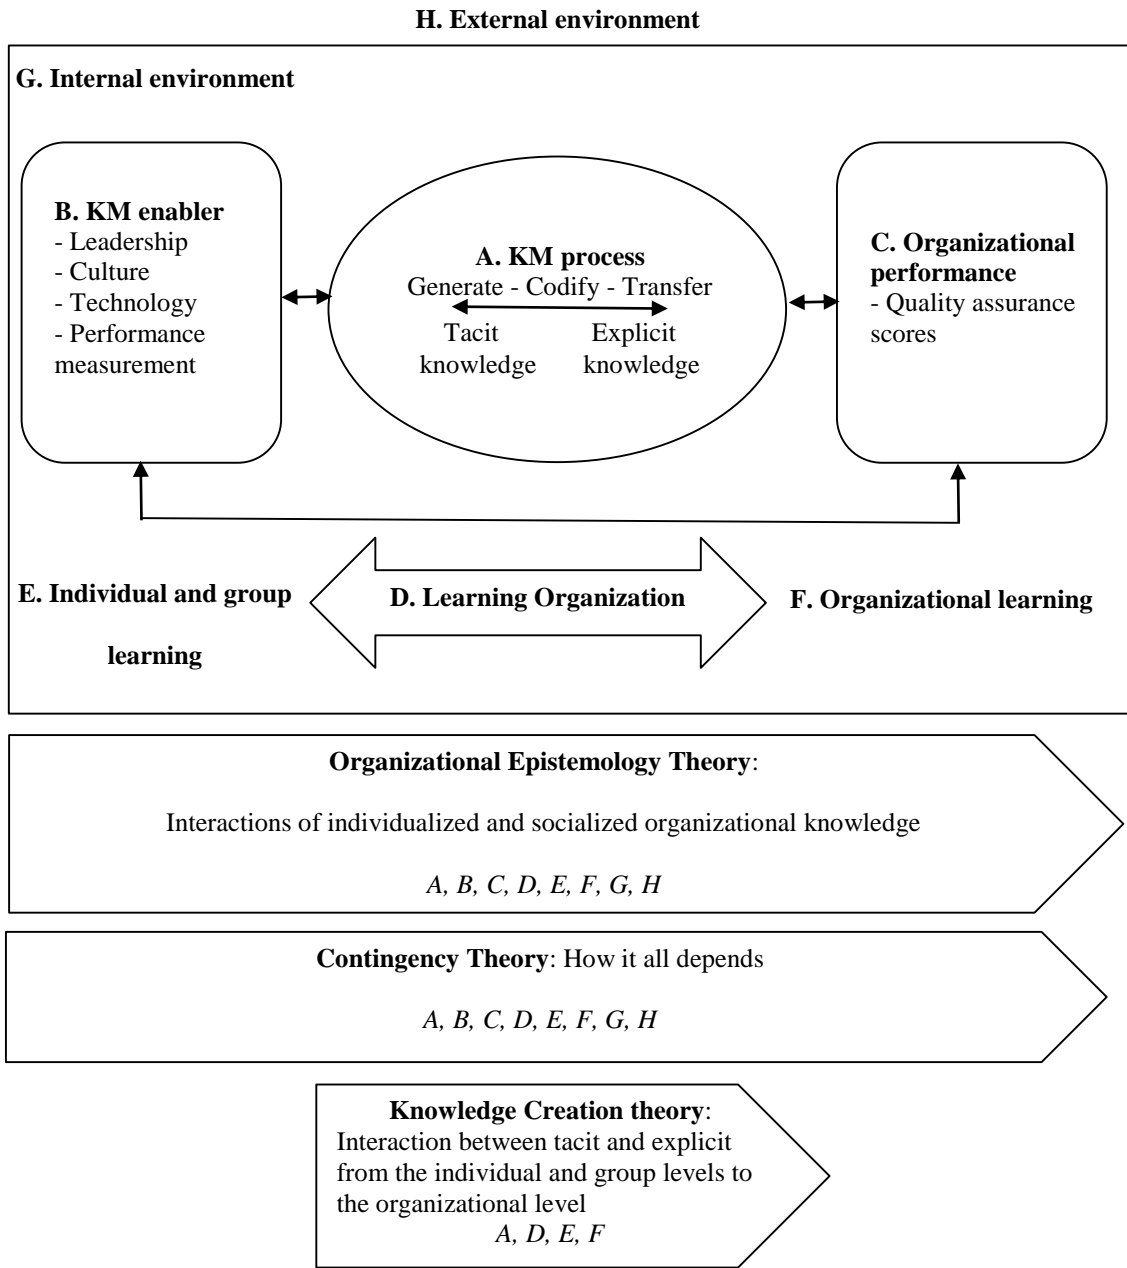 H. External environment
G. Internal environment
B. KM enabler
- Leadership
- Culture
- Technology
- Performance
measurement
A. KM process
Generate - Codify - Transfer
Tacit
knowledge
Explicit
knowledge
C. Organizational
performance
- Quality assurance
scores
E. Individual and group
learning
D. Learning Organization
F. Organizational learning
Organizational Epistemology Theory:
Interactions of individualized and socialized organizational knowledge
A, B, C, D, E, F, G, H
Contingency Theory: How it all depends
A, B, C, D, E, F, G, H
Knowledge Creation theory:
Interaction between tacit and explicit
from the individual and group levels to
the organizational level
A, D, E, F